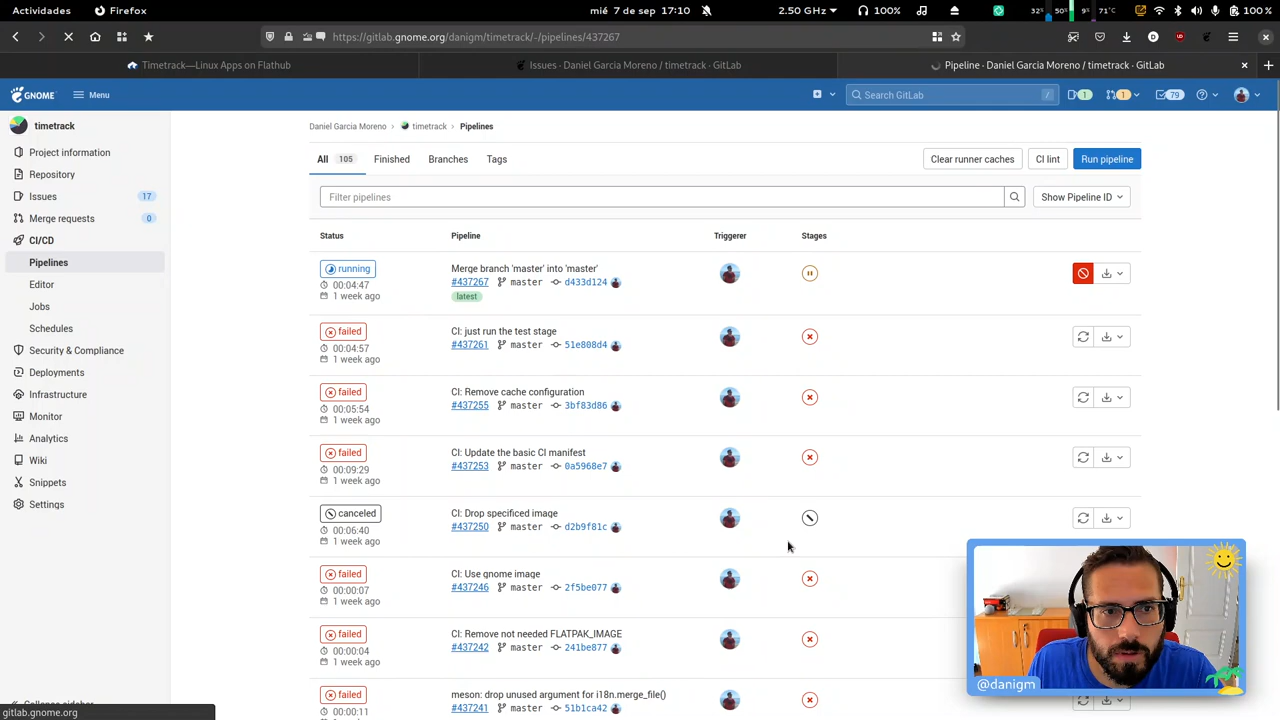 Actividades
Firefox
mié 7 de sep 17:10
2.50 GHz
100%
32%
50%
9%
71°C
100 %
https://gitlab.gnome.org/danigm/timetrack/-/pipelines/437267
Timetrack—Linux Apps on Flathub
Issues · Daniel Garcia Moreno / timetrack · GitLab
Pipeline · Daniel Garcia Moreno / timetrack · GitLab
GNOME
Menu
Search GitLab
/
1
1
79
timetrack
Project information
Repository
Issues
17
Merge requests
0
CI/CD
Pipelines
Editor
Jobs
Schedules
Security & Compliance
Deployments
Infrastructure
Monitor
Analytics
Wiki
Snippets
Settings
Collapse sidebar
gitlab.gnome.org
Daniel Garcia Moreno > timetrack > Pipelines
All 105
Finished
Branches
Tags
Clear runner caches
CI lint
Run pipeline
Filter pipelines
Show Pipeline ID
Status
Pipeline
Triggerer
Stages
running
00:04:47
1 week ago
Merge branch 'master' into 'master'
#437267 master d433d124
latest
failed
00:04:57
1 week ago
CI: just run the test stage
#437261 master 51e808d4
failed
00:05:54
1 week ago
CI: Remove cache configuration
#437255 master 3bf83d86
failed
00:09:29
1 week ago
CI: Update the basic CI manifest
#437253 master 0a5968e7
canceled
00:06:40
1 week ago
CI: Drop specificed image
#437250 master d2b9f81c
failed
00:00:07
1 week ago
CI: Use gnome image
#437246 master 2f5be077
failed
00:00:04
1 week ago
CI: Remove not needed FLATPAK_IMAGE
#437242 master 241be877
failed
00:00:11
meson: drop unused argument for i18n.merge_file()
#437241 master 51b1ca42
@danigm